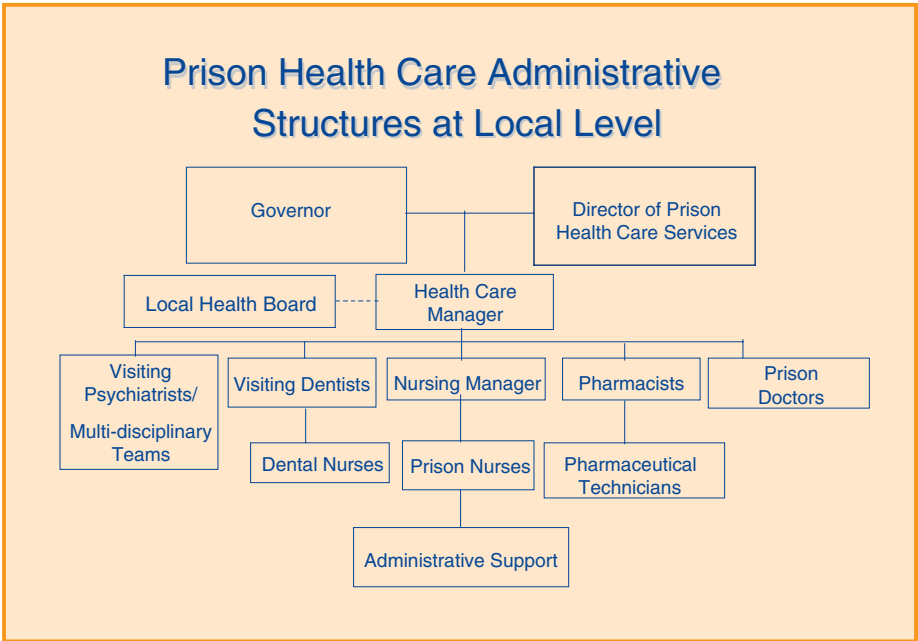 Prison Health Care Administrative
Structures at Local Level
Governor
Director of Prison
Health Care Services
Local Health Board
Health Care
Manager
Visiting
Psychiatrists/
Multi-disciplinary
Teams
Visiting Dentists
Nursing Manager
Pharmacists
Prison
Doctors
Dental Nurses
Prison Nurses
Pharmaceutical
Technicians
Administrative Support